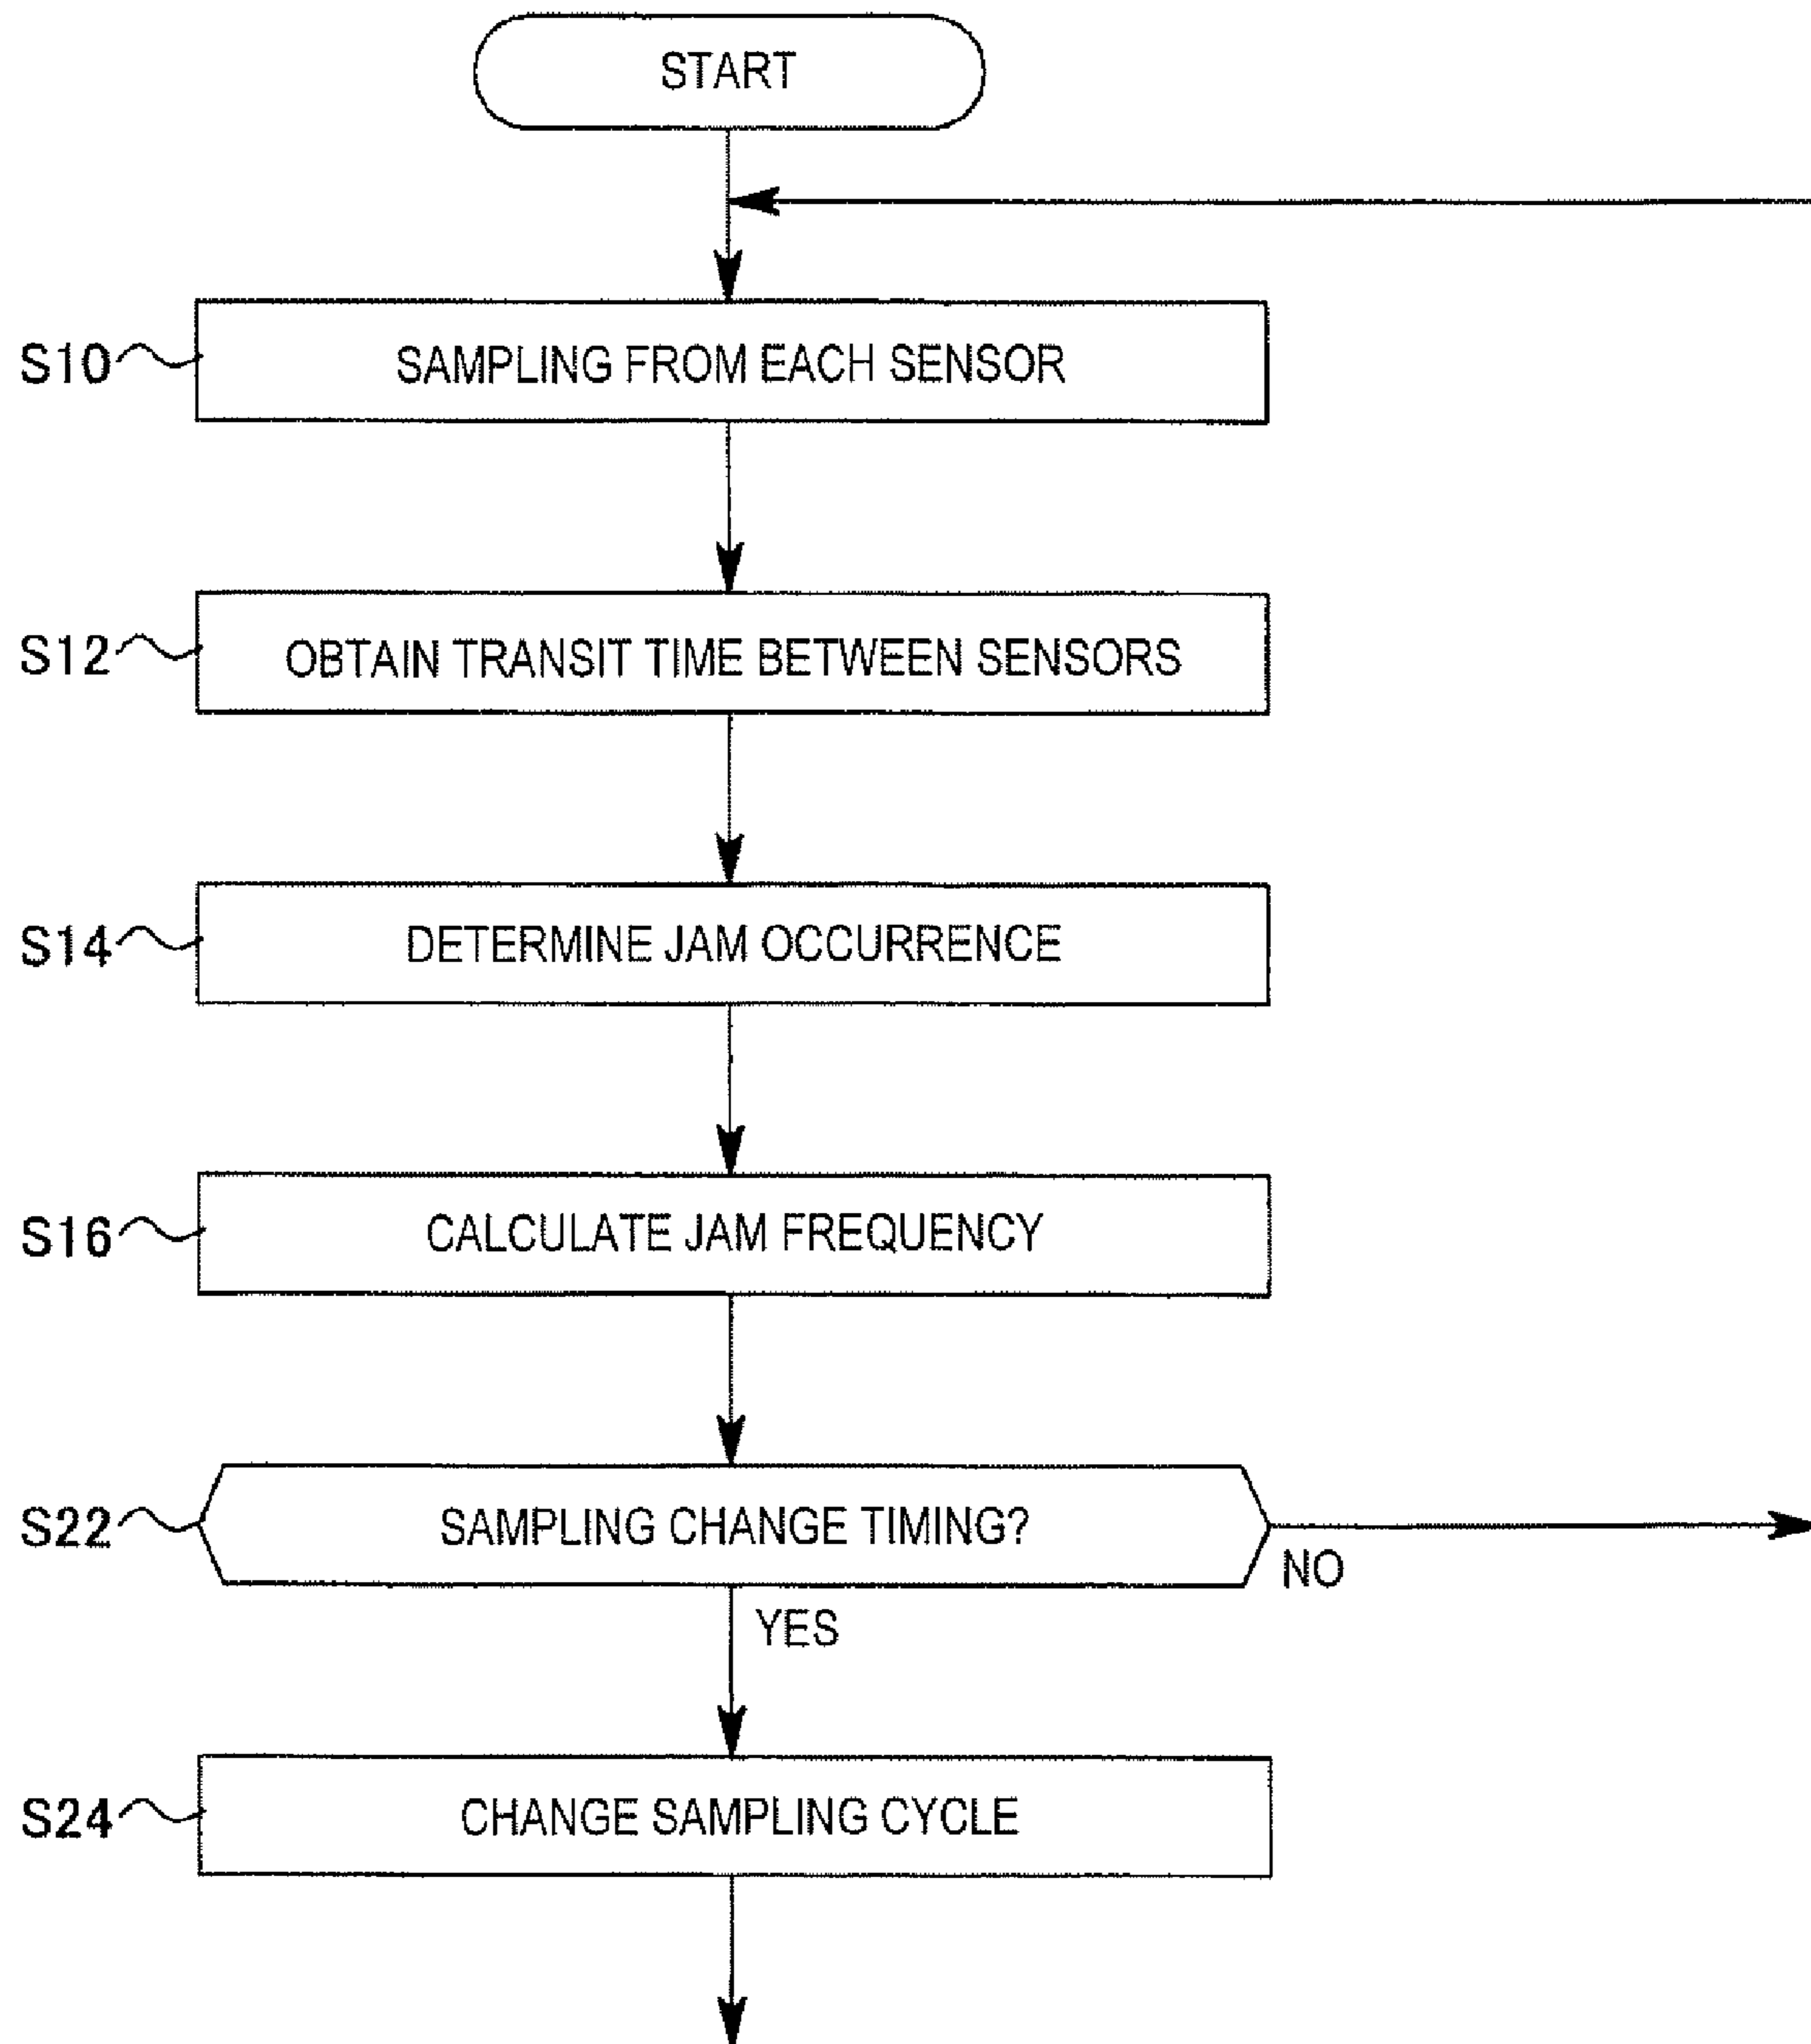 START
S10
SAMPLING FROM EACH SENSOR
S12
OBTAIN TRANSIT TIME BETWEEN SENSORS
S14
DETERMINE JAM OCCURRENCE
S16
CALCULATE JAM FREQUENCY
S22
SAMPLING CHANGE TIMING?
NO
YES
S24
CHANGE SAMPLING CYCLE